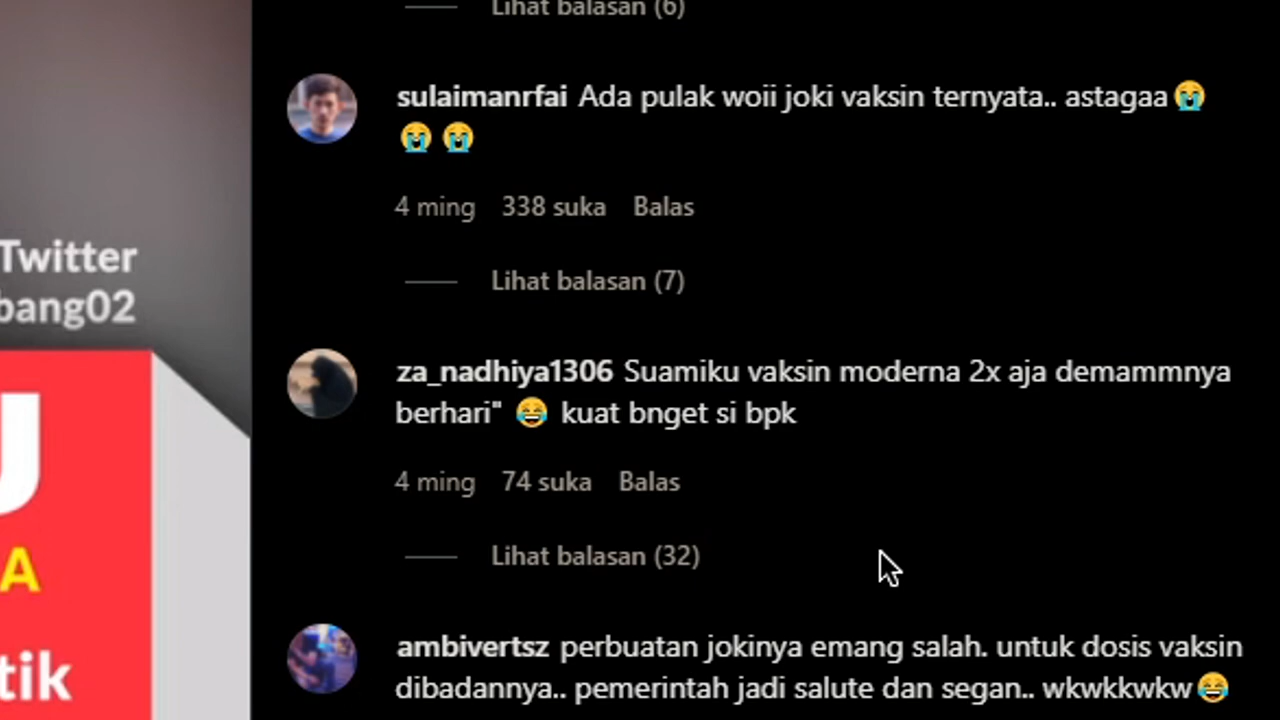 Lihat balasan (6)
sulaimanrfai Ada pulak woii joki vaksin ternyata.. astagaa😭
😭😭
4 ming 338 suka Balas
Lihat balasan (7)
Twitter
bang02
za_nadhiya1306 Suamiku vaksin moderna 2x aja demammnya
berhari" 😂 kuat bnget si bpk
4 ming 74 suka Balas
Lihat balasan (32)
U
A
tik
ambivertsz perbuatan jokinya emang salah. untuk dosis vaksin
dibadannya.. pemerintah jadi salute dan segan.. wkwkkwkw😂